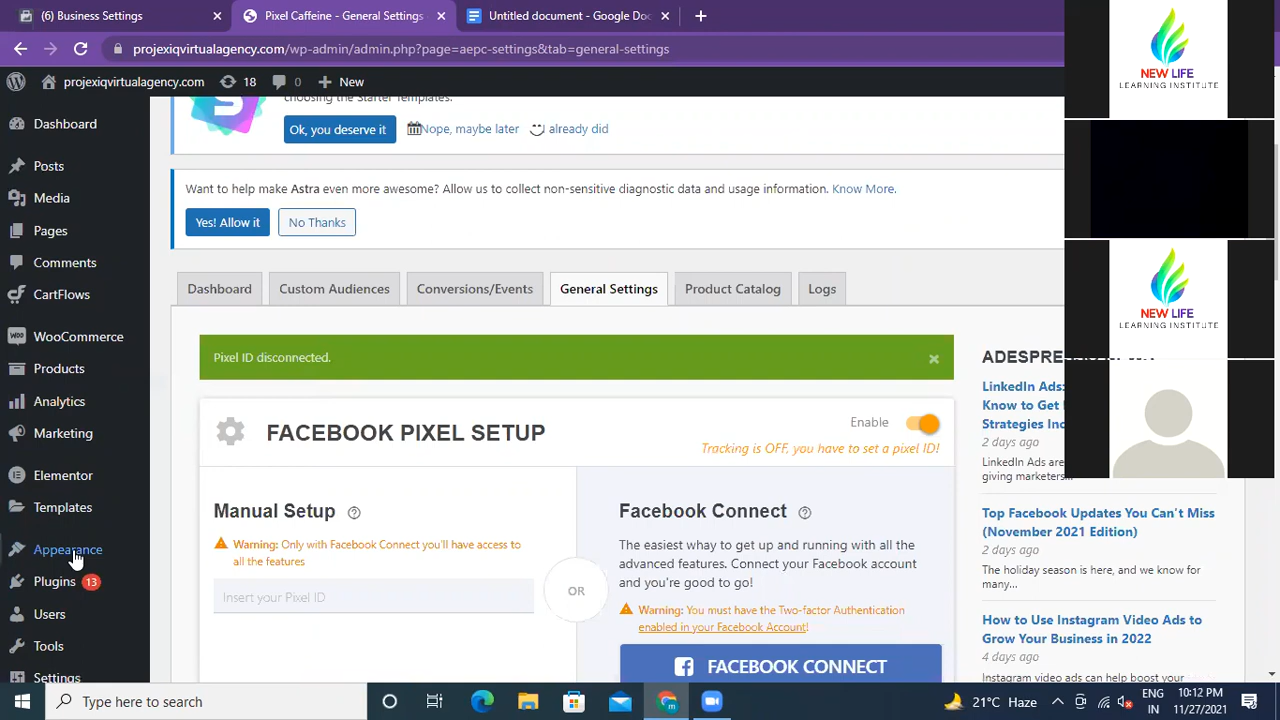 (6) Business Settings
Pixel Caffeine - General Settings
Untitled document - Google Doc
projexiqvirtualagency.com/wp-admin/admin.php?page=aepc-settings&tab=general-settings
projexiqvirtualagency.com
18
0
New
Dashboard
Posts
Media
Pages
Comments
CartFlows
WooCommerce
Products
Analytics
Marketing
Elementor
Templates
Appearance
Plugins 13
Users
Tools
Settings
choosing the Starter Templates.
Ok, you deserve it
Nope, maybe later
already did
Want to help make Astra even more awesome? Allow us to collect non-sensitive diagnostic data and usage information. Know More.
Yes! Allow it
No Thanks
Dashboard
Custom Audiences
Conversions/Events
General Settings
Product Catalog
Logs
Pixel ID disconnected.
FACEBOOK PIXEL SETUP
Enable
Tracking is OFF, you have to set a pixel ID!
Manual Setup
Warning: Only with Facebook Connect you'll have access to
all the features
Insert your Pixel ID
OR
Facebook Connect
The easiest whay to get up and running with all the
advanced features. Connect your Facebook account
and you're good to go!
Warning: You must have the Two-factor Authentication
enabled in your Facebook Account!
FACEBOOK CONNECT
LinkedIn Ads:
Know to Get
Strategies Inc
2 days ago
LinkedIn Ads are
giving marketers...
Top Facebook Updates You Can't Miss
(November 2021 Edition)
2 days ago
The holiday season is here, and we know for
many...
How to Use Instagram Video Ads to
Grow Your Business in 2022
4 days ago
Instagram video ads can help boost your
NEW LIFE
LEARNING INSTITUTE
NEW LIFE
LEARNING INSTITUTE
Type here to search
21°C Haze
ENG
IN
10:12 PM
11/27/2021